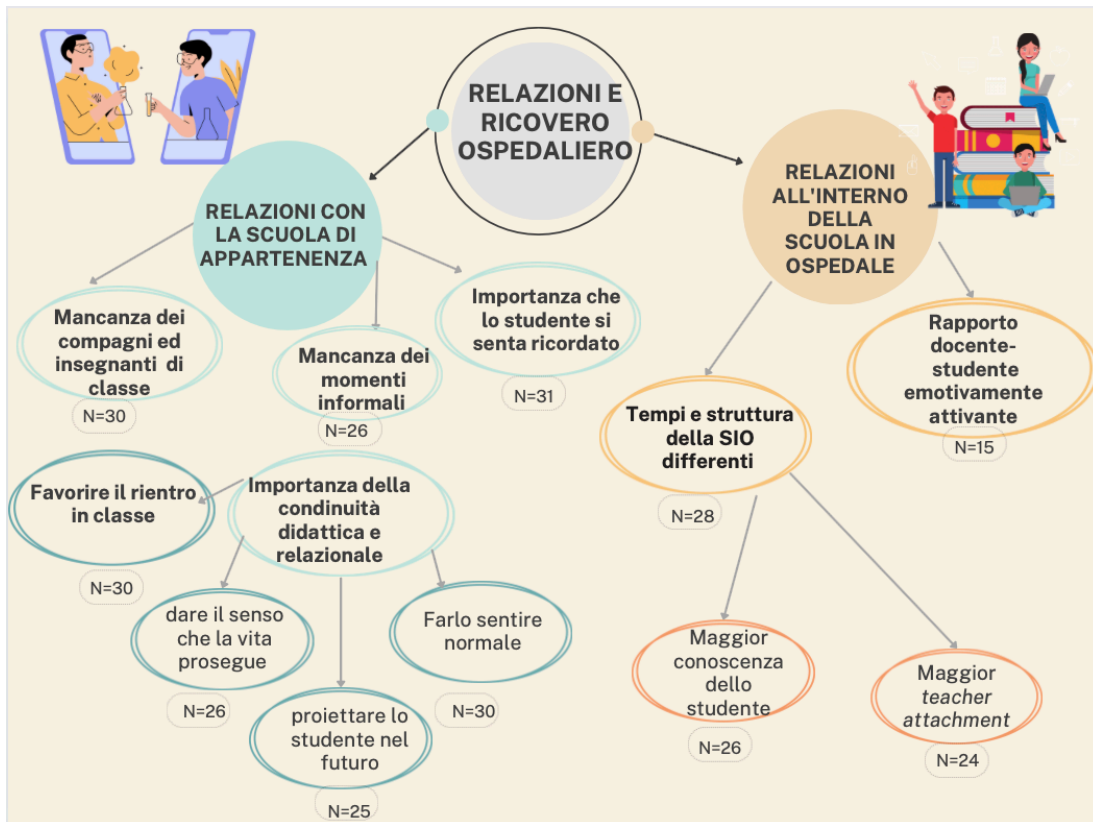 RELAZIONI E
RICOVERO
OSPEDALIERO
RELAZIONI CON
LA SCUOLA DI
APPARTENENZA
RELAZIONI
ALL'INTERNO
DELLA
SCUOLA IN
OSPEDALE
Mancanza dei
compagni ed
insegnanti di
classe
N=30
Mancanza dei
momenti
informali
N=26
Importanza che
lo studente si
senta ricordato
N=31
Tempi e struttura
della SIO
differenti
N=28
Rapporto
docente-
studente
emotivamente
attivante
N=15
Favorire il rientro
in classe
N=30
Importanza della
condinuità
didattica e
relazionale
dare il senso
che la vita
prosegue
N=26
proiettare lo
studente nel
futuro
N=25
Farlo sentire
normale
N=30
Maggior
conoscenza
dello
studente
N=26
Maggior
teacher
attachment
N=24